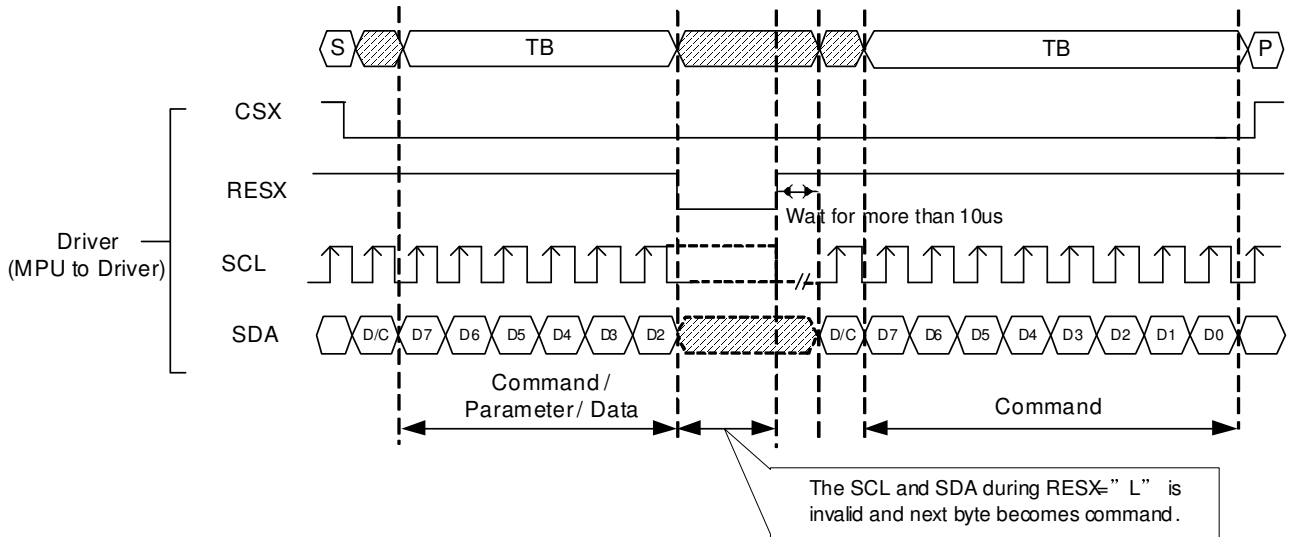 S TB TB P
CSX
RESX
Wait for more than 10us
Driver
(MPU to Driver)
SCL
SDA D/C D7 D6 D5 D4 D3 D2 D/C D7 D6 D5 D4 D3 D2 D1 D0
Command /
Parameter / Data
Command
The SCL and SDA during RESX=”L” is
invalid and next byte becomes command.